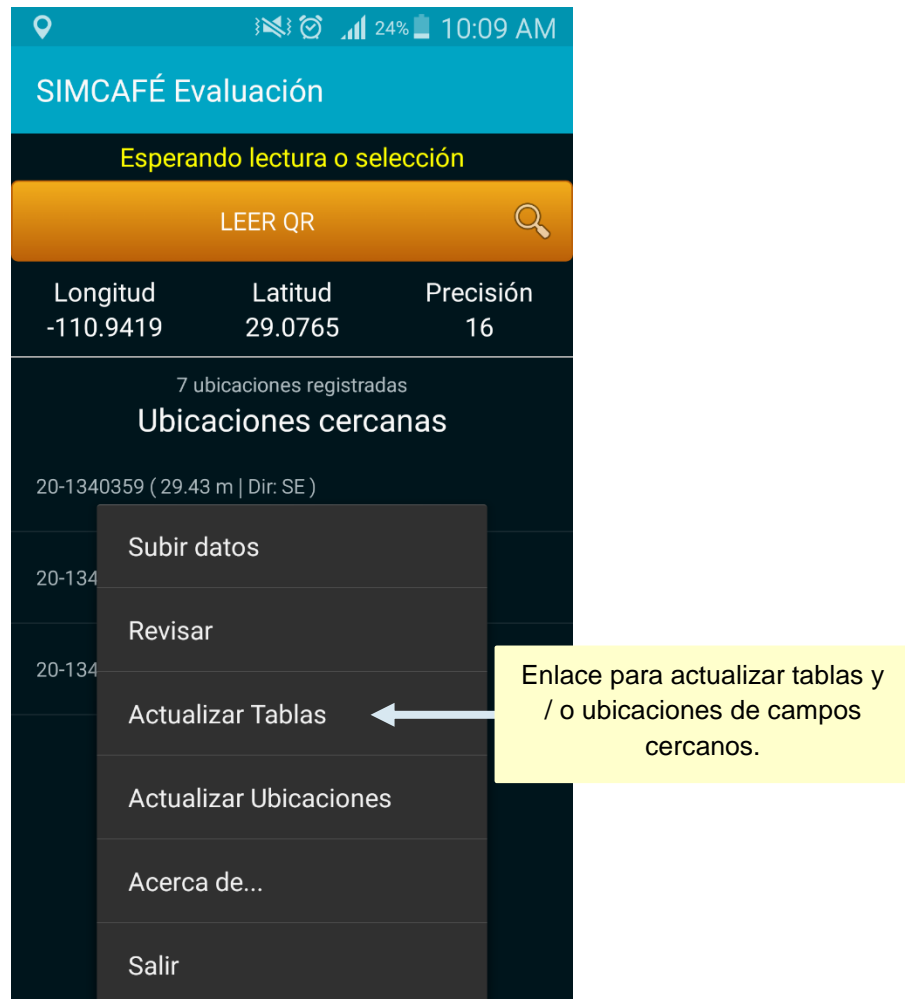 24% 10:09 AM
SIMCAFÉ Evaluación
Esperando lectura o selección
LEER QR
Longitud Latitud Precisión
-110.9419 29.0765 16
7 ubicaciones registradas
Ubicaciones cercanas
20-1340359 ( 29.43 m | Dir: SE )
Subir datos
20-134
Revisar
20-134
Actualizar Tablas
Enlace para actualizar tablas y
/ o ubicaciones de campos
cercanos.
Actualizar Ubicaciones
Acerca de...
Salir